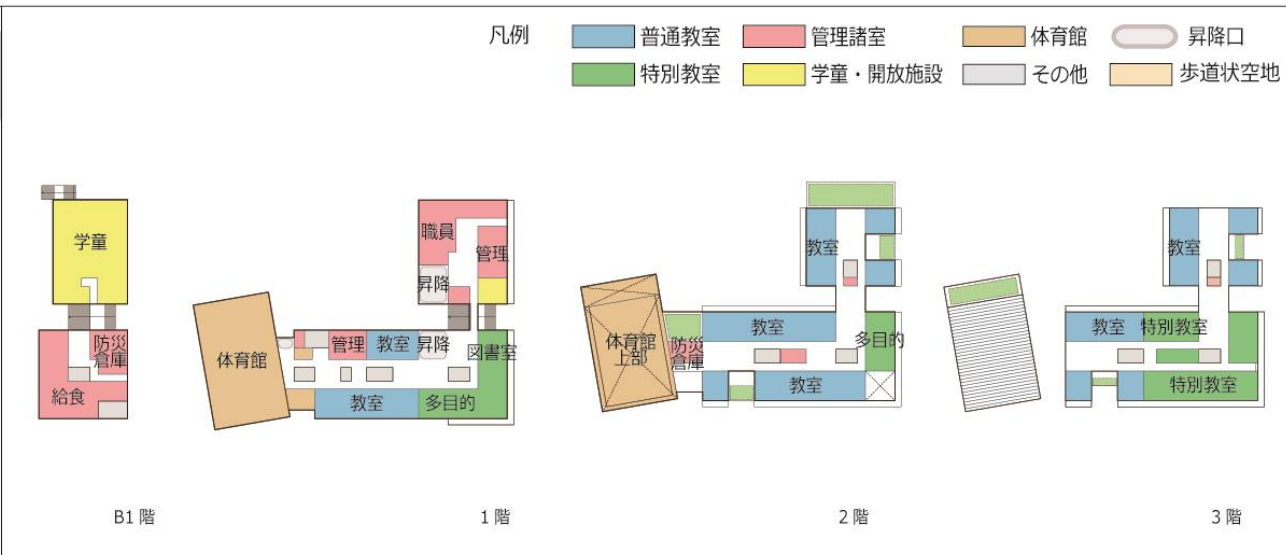 凡例
普通教室
管理諸室
体育館
昇降口
特別教室
学童・開放施設
その他
歩道状空地
学童
防災
倉庫
給食
B1 階
職員
管理
昇降
体育館
管理
教室
昇降
図書室
教室
多目的
1 階
教室
教室
体育館
上部
防災
倉庫
多目的
教室
2 階
教室
教室
特別教室
特別教室
3 階